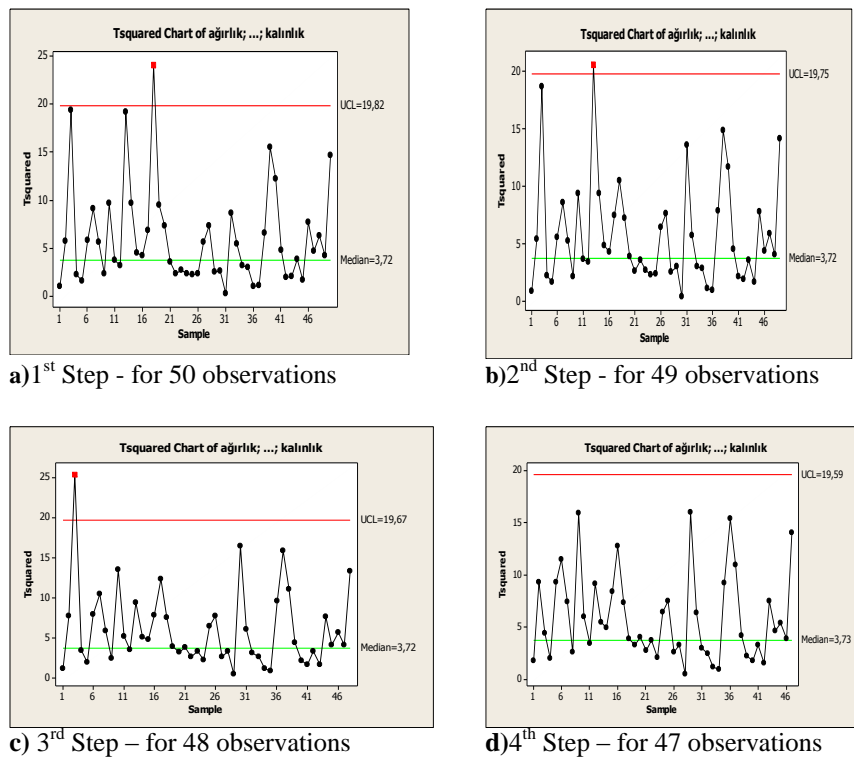 Tsquared Chart of ağırlık; ...; kalınlık
25
20
15
10
5
0
Tsquared
UCL=19,82
Median=3,72
1 6 11 16 21 26 31 36 41 46
Sample
a)1st Step - for 50 observations
Tsquared Chart of ağırlık; ...; kalınlık
20
15
10
5
0
Tsquared
UCL=19,75
Median=3,72
1 6 11 16 21 26 31 36 41 46
Sample
b)2nd Step - for 49 observations
Tsquared Chart of ağırlık; ...; kalınlık
25
20
15
10
5
0
Tsquared
UCL=19,67
Median=3,72
1 6 11 16 21 26 31 36 41 46
Sample
c) 3rd Step – for 48 observations
Tsquared Chart of ağırlık; ...; kalınlık
20
15
10
5
0
Tsquared
UCL=19,59
Median=3,73
1 6 11 16 21 26 31 36 41 46
Sample
d)4th Step – for 47 observations